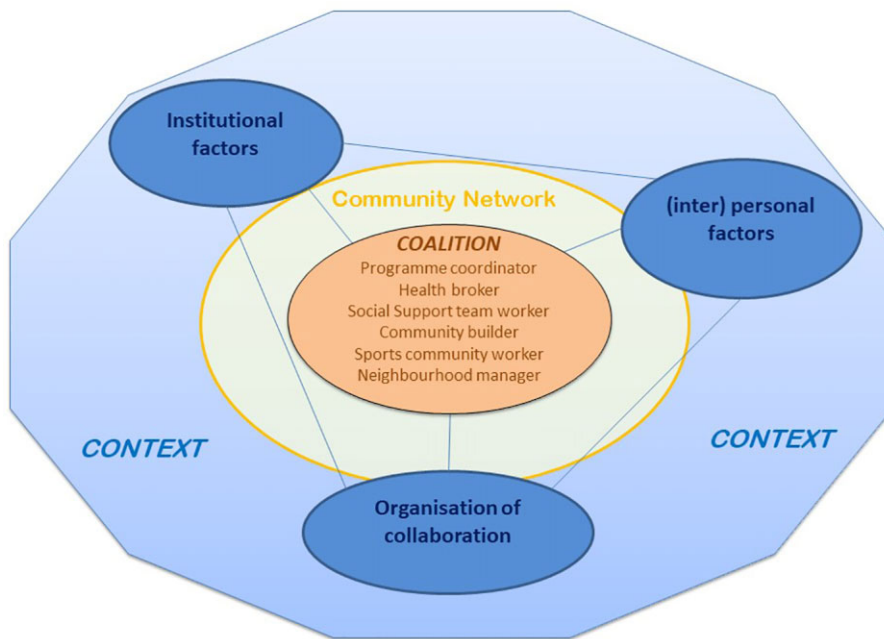 Institutional
factors
Community Network
(inter) personal
factors
COALITION
Programme coordinator
Health broker
Social Support team worker
Community builder
Sports community worker
Neighbourhood manager
CONTEXT
CONTEXT
Organisation of
collaboration